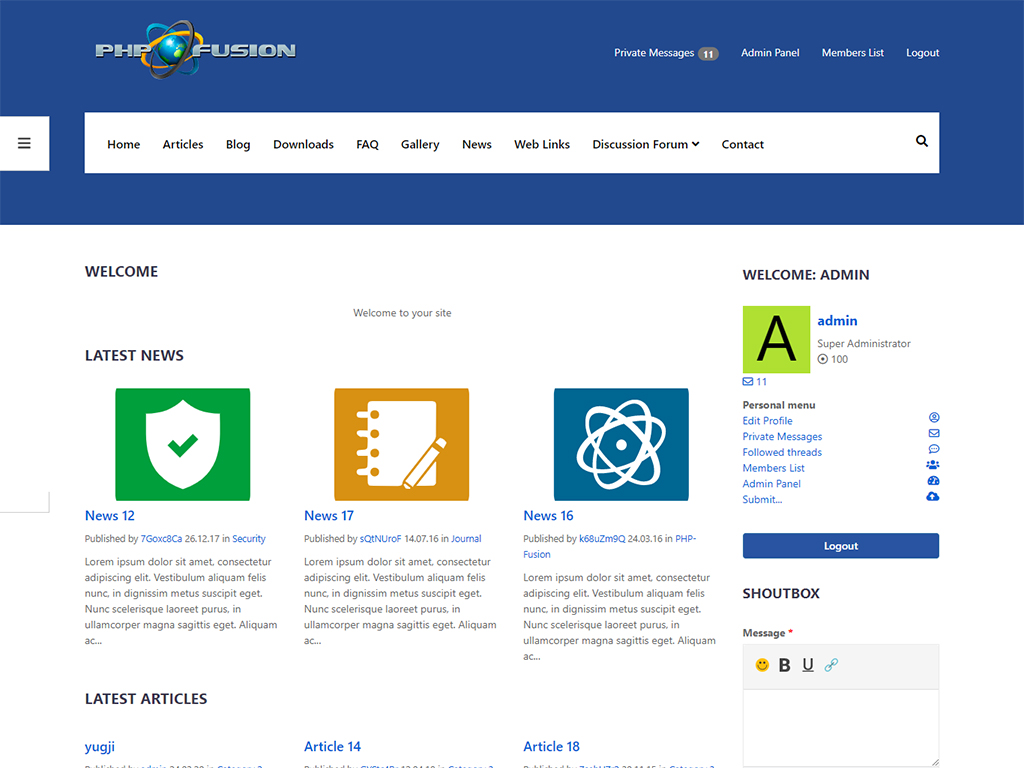 PHP FUSION
Private Messages 11 Admin Panel Members List Logout
Home Articles Blog Downloads FAQ Gallery News Web Links Discussion Forum Contact
WELCOME
Welcome to your site
LATEST NEWS
News 12
Published by 7Goxc8Ca 26.12.17 in Security
Lorem ipsum dolor sit amet, consectetur
adipiscing elit. Vestibulum aliquam felis
nunc, in dignissim metus suscipit eget.
Nunc scelerisque laoreet purus, in
ullamcorper magna sagittis eget. Aliquam
ac...
News 17
Published by sQtNUroF 14.07.16 in Journal
Lorem ipsum dolor sit amet, consectetur
adipiscing elit. Vestibulum aliquam felis
nunc, in dignissim metus suscipit eget.
Nunc scelerisque laoreet purus, in
ullamcorper magna sagittis eget. Aliquam
ac...
News 16
Published by k68uZm9Q 24.03.16 in PHP-
Fusion
Lorem ipsum dolor sit amet, consectetur
adipiscing elit. Vestibulum aliquam felis
nunc, in dignissim metus suscipit eget.
Nunc scelerisque laoreet purus, in
ullamcorper magna sagittis eget. Aliquam
ac...
LATEST ARTICLES
yugji
Article 14
Article 18
WELCOME: ADMIN
A
admin
Super Administrator
100
11
Personal menu
Edit Profile
Private Messages
Followed threads
Members List
Admin Panel
Submit...
Logout
SHOUTBOX
Message *
B U